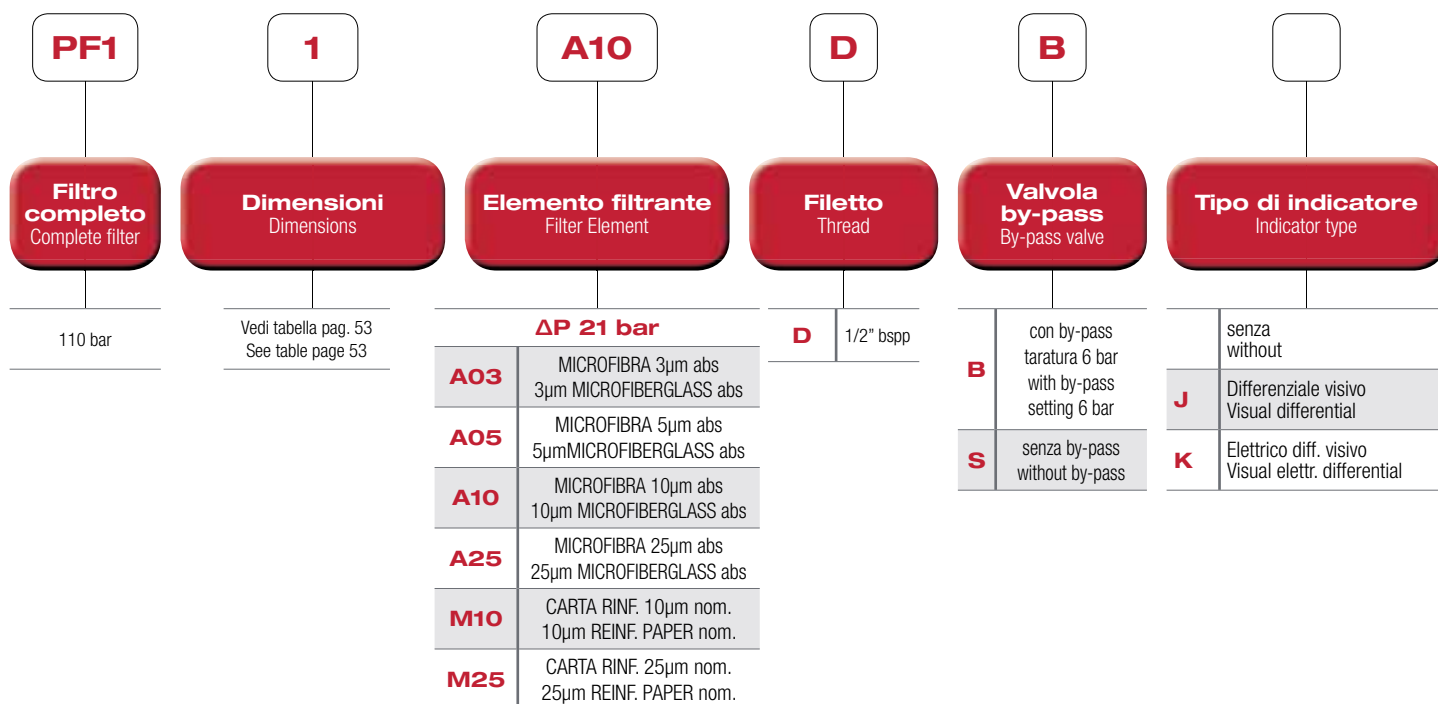 PF1
1
A10
D
B
Filtro
completo
Complete filter
Dimensioni
Dimensions
Elemento filtrante
Filter Element
Filetto
Thread
Valvola
by-pass
By-pass valve
Tipo di indicatore
Indicator type
110 bar
Vedi tabella pag. 53
See table page 53
ΔP 21 bar
A03
MICROFIBRA 3µm abs
3µm MICROFIBERGLASS abs
A05
MICROFIBRA 5µm abs
5µmMICROFIBERGLASS abs
A10
MICROFIBRA 10µm abs
10µm MICROFIBERGLASS abs
A25
MICROFIBRA 25µm abs
25µm MICROFIBERGLASS abs
M10
CARTA RINF. 10µm nom.
10µm REINF. PAPER nom.
M25
CARTA RINF. 25µm nom.
25µm REINF. PAPER nom.
D
1/2” bspp
B
con by-pass
taratura 6 bar
with by-pass
setting 6 bar
S
senza by-pass
without by-pass
senza
without
J
Differenziale visivo
Visual differential
K
Elettrico diff. visivo
Visual elettr. differential